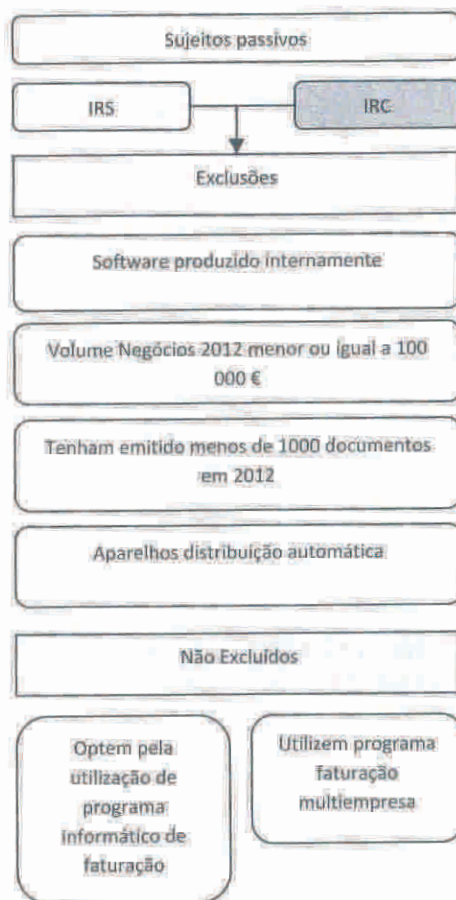 Sujeitos passivos
IRS
IRC
Exclusões
Software produzido internamente
Volume Negócios 2012 menor ou igual a 100
000 €
Tenham emitido menos de 1000 documentos
em 2012
Aparelhos distribuição automática
Não Excluídos
Optem pela
utilização de
programa
informático de
faturação
Utilizem programa
faturação
multiempresa